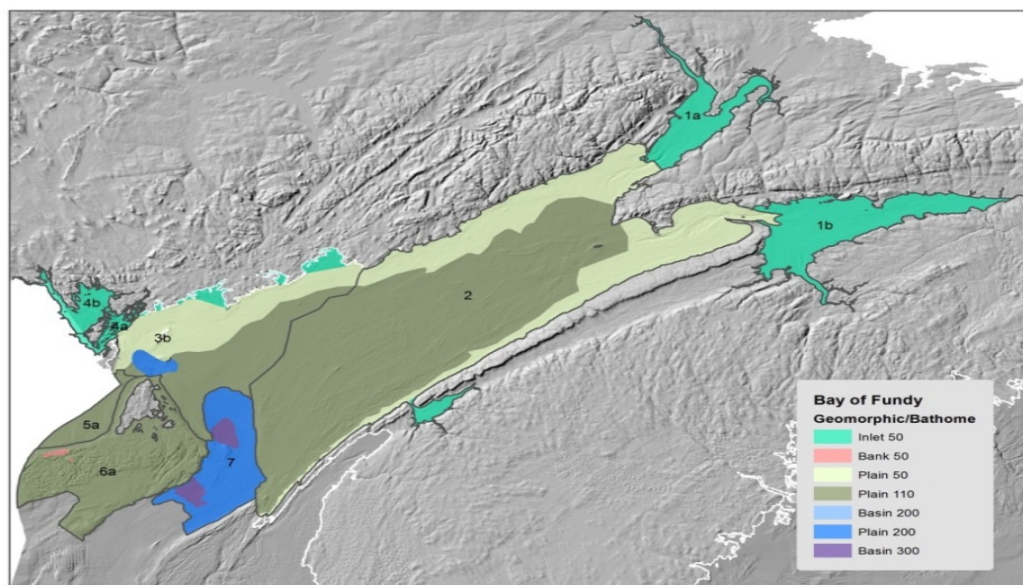 1a
1b
2
4b
4a
3b
5a
6a
7
Bay of Fundy
Geomorphic/Bathome
Inlet 50
Bank 50
Plain 50
Plain 110
Basin 200
Plain 200
Basin 300